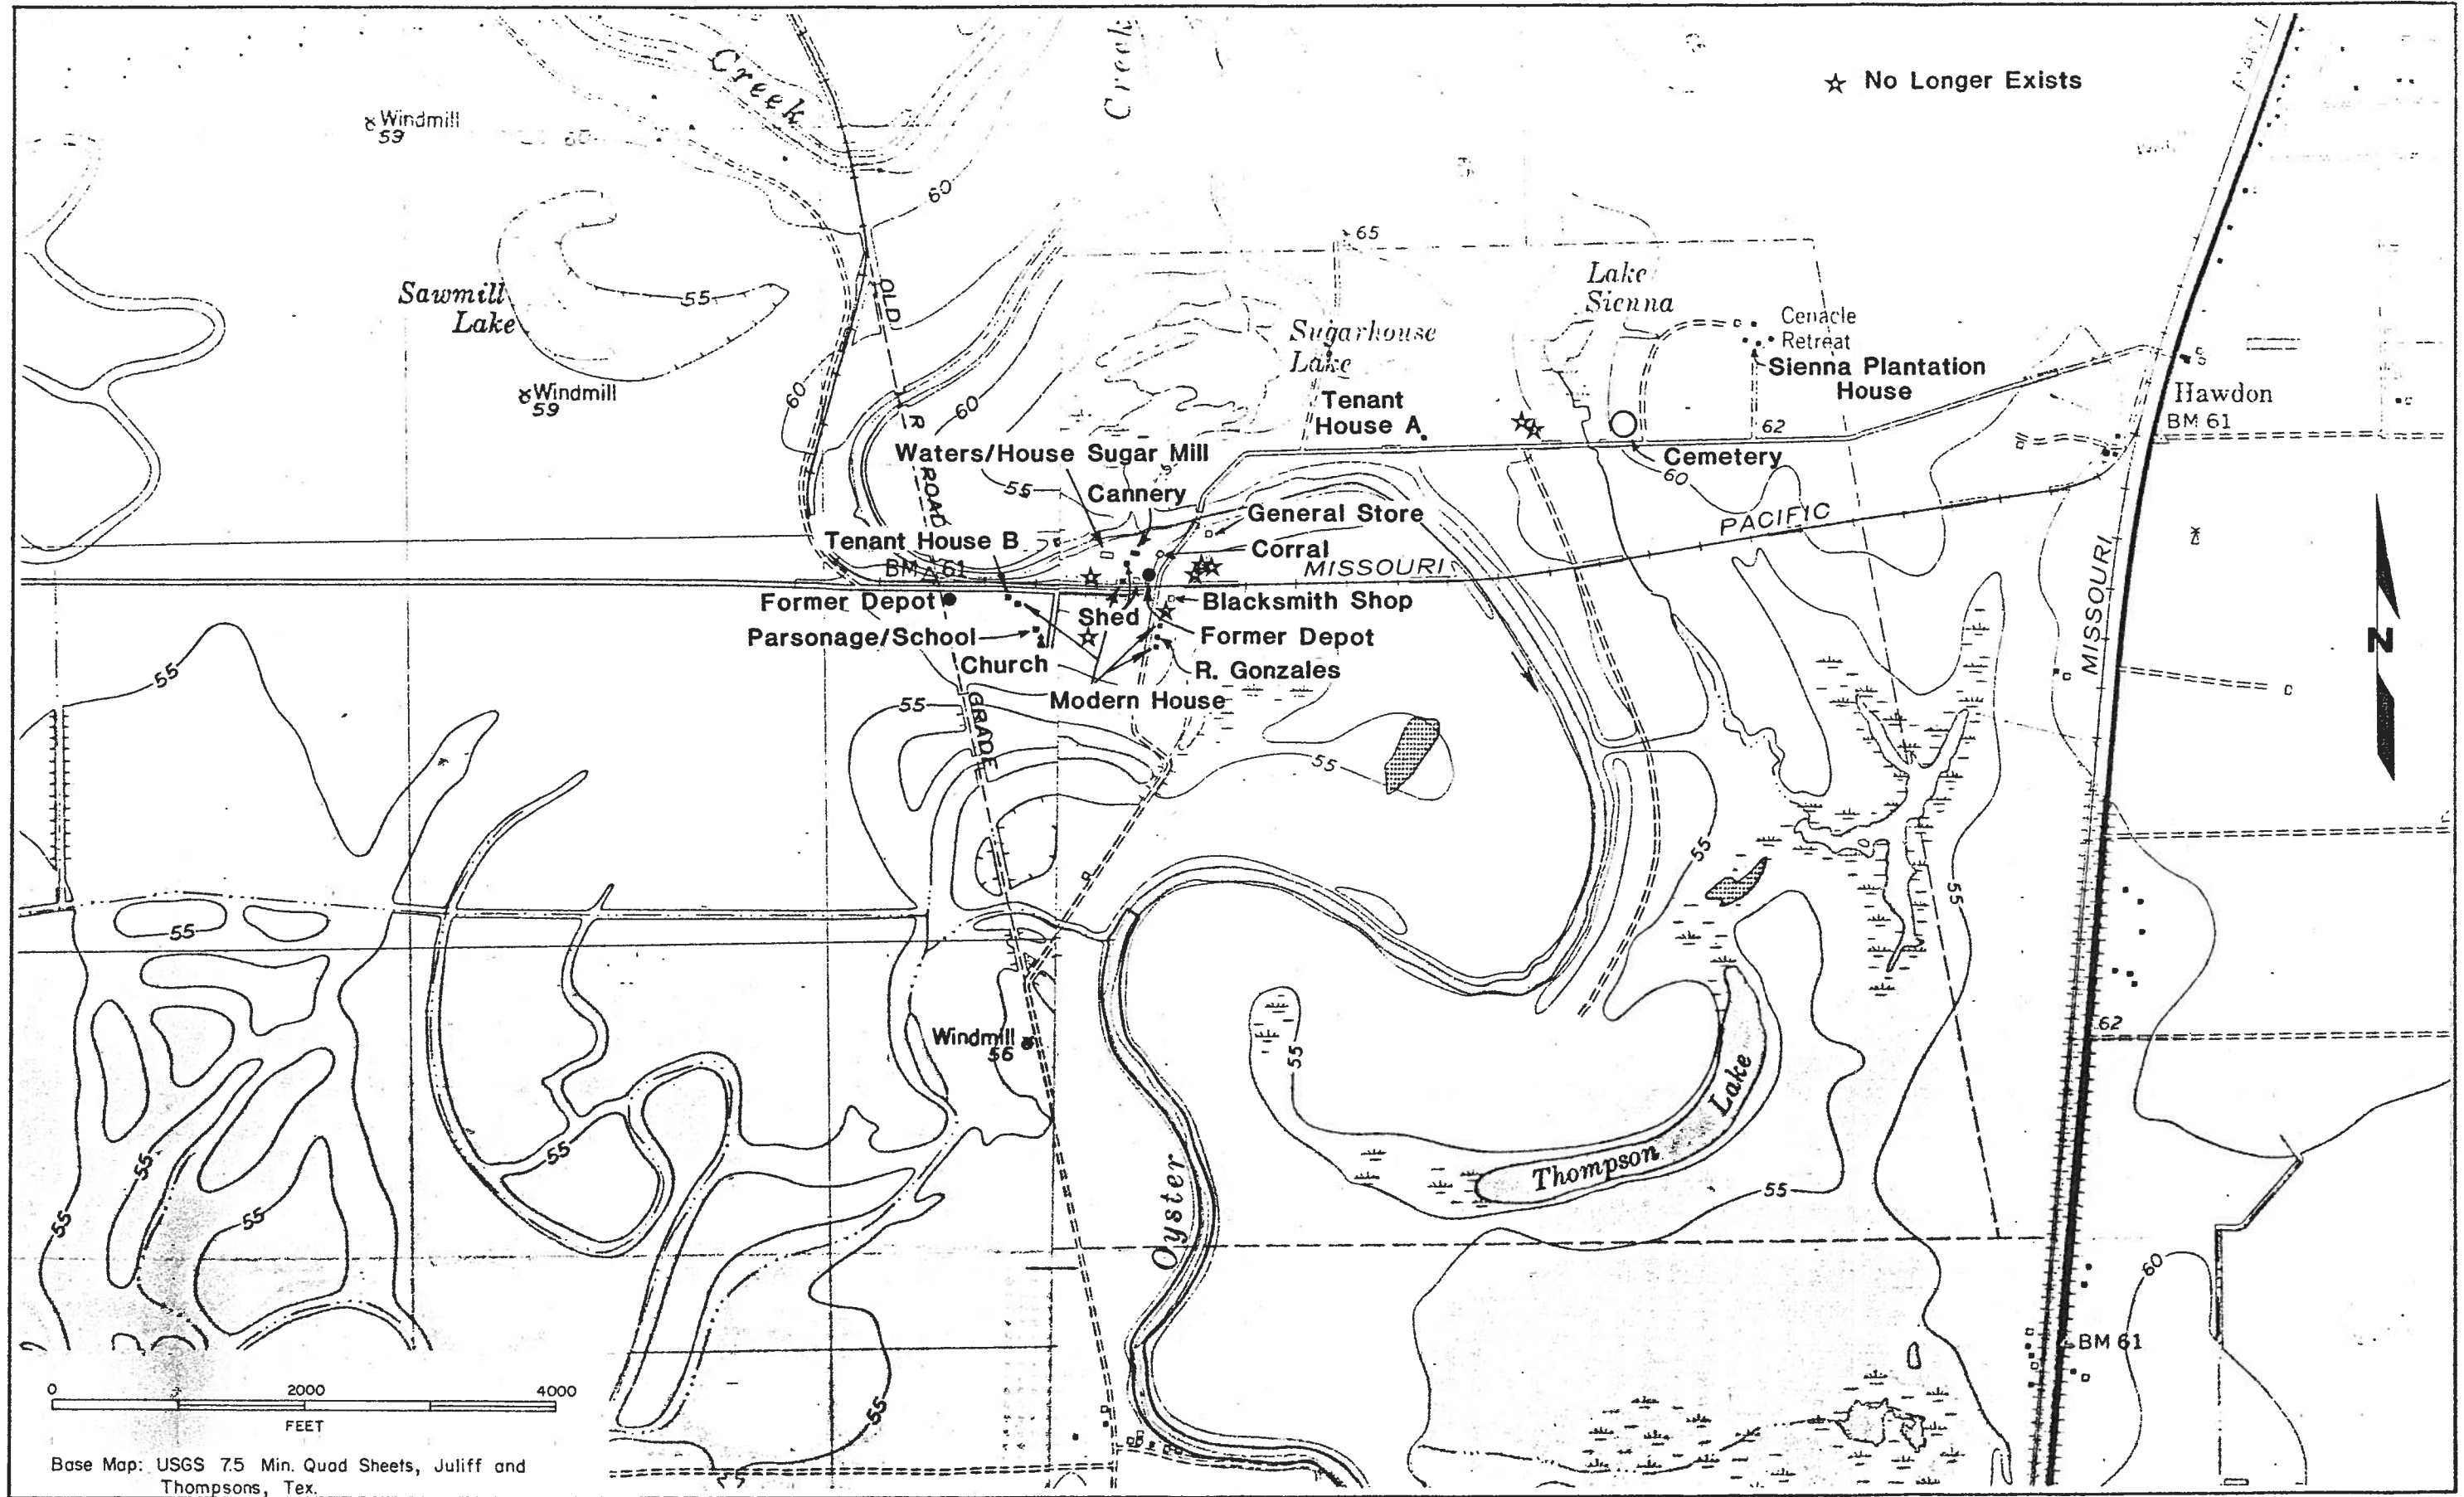 Creek
Creek
☆ No Longer Exists
Windmill
59
60
60
65
OLD
Lake
Sienna
Sawmill
Lake
55
Sugarhouse
Lake
Cenacle
Retreat
Sienna Plantation
House
Windmill
59
60
60
Tenant
House A
62
Hawdon
BM 61
R
Waters/House Sugar Mill
Cemetery
60
ROAD
55
Cannery
General Store
PACIFIC
Tenant House B
Corral
BM △ 61
MISSOURI
MISSOURI
Former Depot
Shed
Blacksmith Shop
Parsonage/School
Former Depot
N
Church
R. Gonzales
55
Modern House
55
GRADE
55
55
55
55
62
Windmill
56
55
Lake
55
55
Thompson
55
55
55
Oyster
60
BM 61
0 2000 4000
FEET
55
Base Map: USGS 7.5 Min. Quad Sheets, Juliff and
Thompsons, Tex.